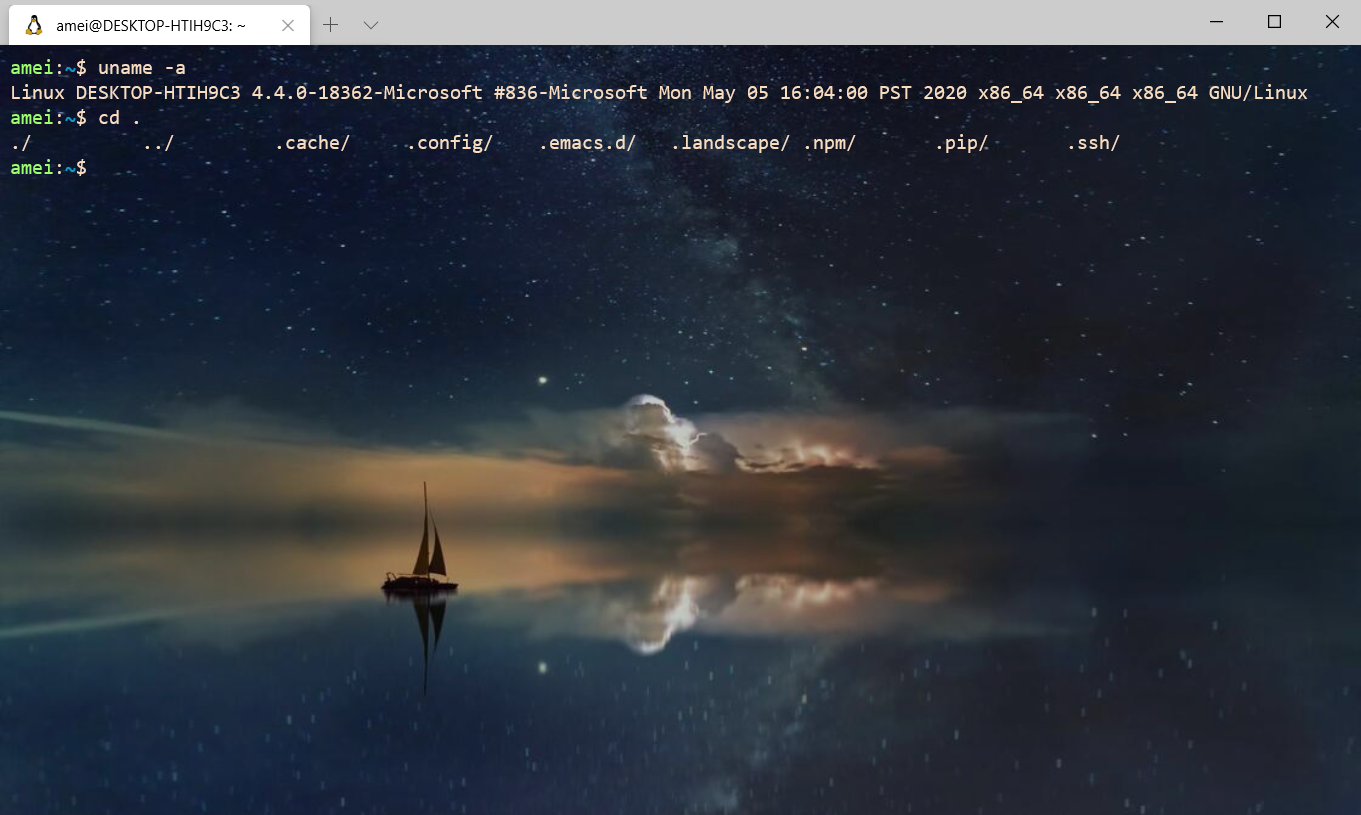 amei@DESKTOP-HTIH9C3: ~
amei:~$ uname -a
Linux DESKTOP-HTIH9C3 4.4.0-18362-Microsoft #836-Microsoft Mon May 05 16:04:00 PST 2020 x86_64 x86_64 x86_64 GNU/Linux
amei:~$ cd .
./ ../ .cache/ .config/ .emacs.d/ .landscape/ .npm/ .pip/ .ssh/
amei:~$